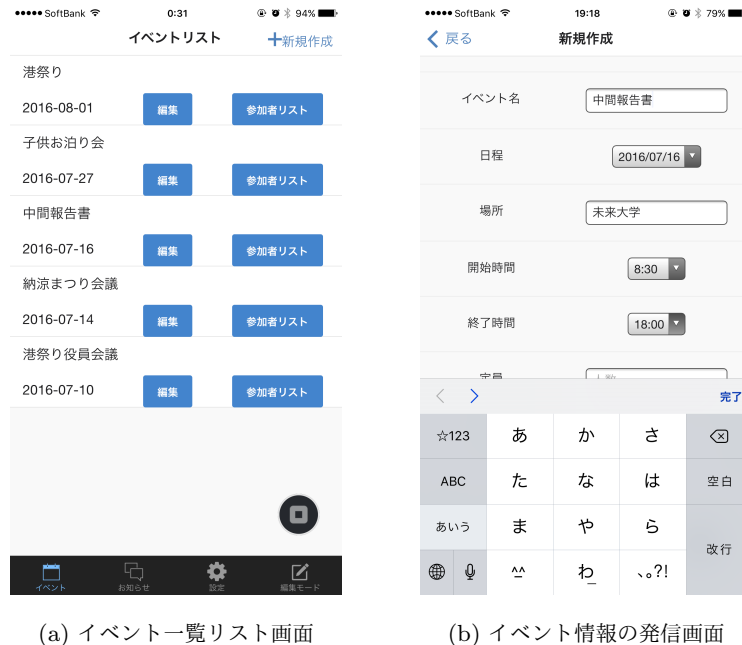 SoftBank 0:31 94%
イベントリスト +新規作成
港祭り
2016-08-01 編集 参加者リスト
子供お泊り会
2016-07-27 編集 参加者リスト
中間報告書
2016-07-16 編集 参加者リスト
納涼まつり会議
2016-07-14 編集 参加者リスト
港祭り役員会議
2016-07-10 編集 参加者リスト
イベント お知らせ 設定 編集モード
(a) イベント一覧リスト画面
SoftBank 19:18 79%
戻る 新規作成
イベント名 中間報告書
日程 2016/07/16
場所 未来大学
開始時間 8:30
終了時間 18:00
定員 人数
完了
☆123 あ か さ
ABC た な は 空白
あいう ま や ら
改行
^^ わ 、。?!
(b) イベント情報の発信画面